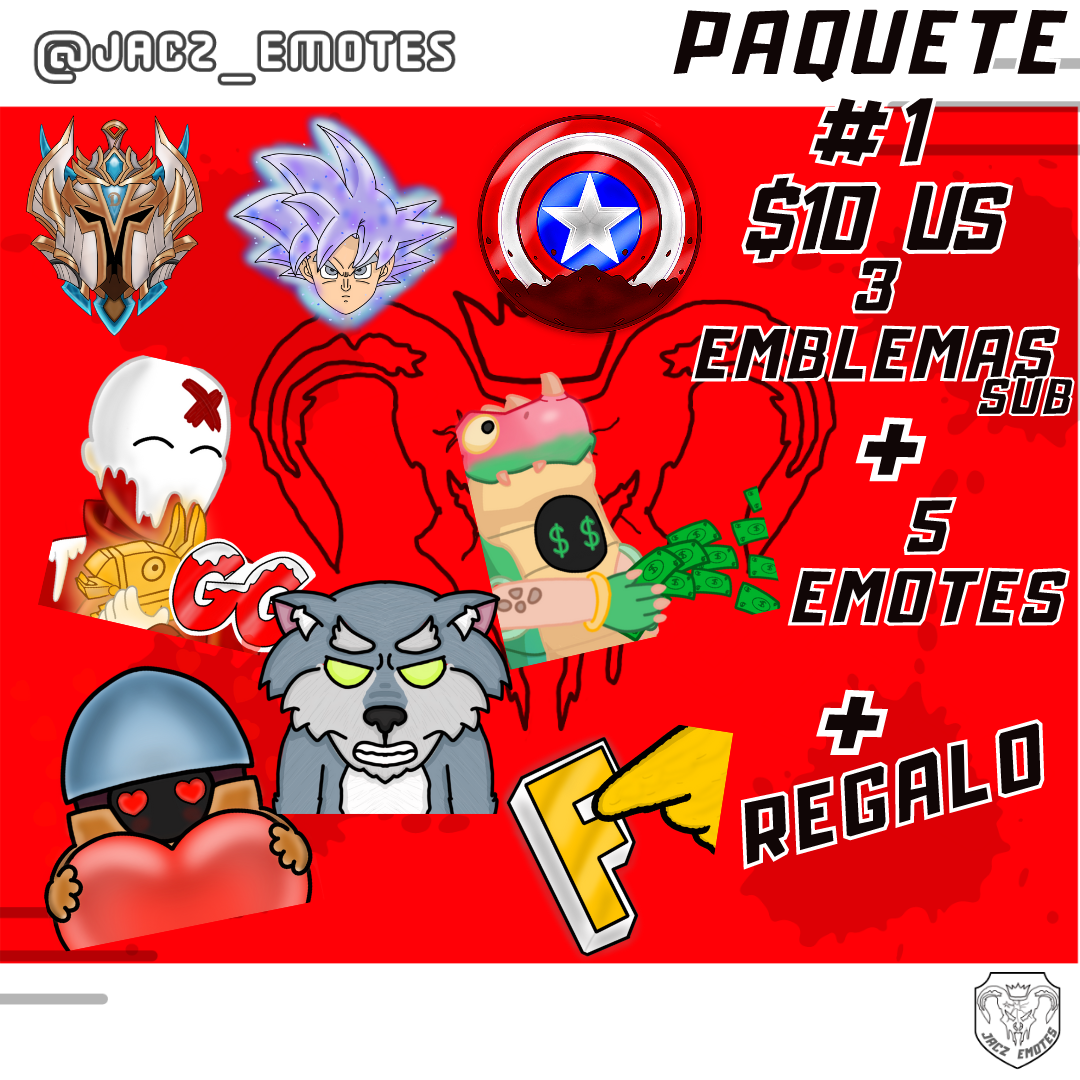 @JACZ_EMOTES
PAQUETE
#1
$10 US
3
EMBLEMAS
SUB
+
5
EMOTES
+
REGALO
GG
$ $
F
JACZ EMOTES